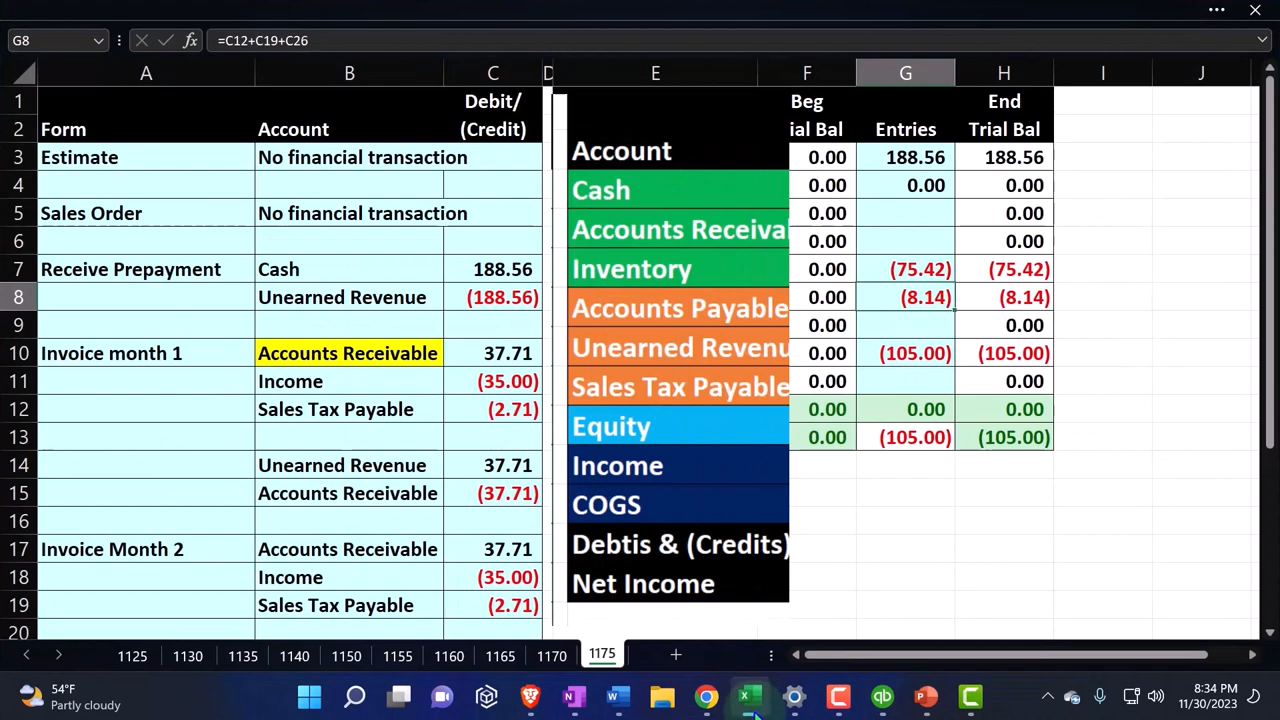 G8 =C12+C19+C26
A B C D E F G H I J
1 Debit/ Beg End
2 Form Account (Credit) ial Bal Entries Trial Bal
3 Estimate No financial transaction 0.00 188.56 188.56
4 0.00 0.00 0.00
5 Sales Order No financial transaction 0.00 0.00
6 0.00 0.00
7 Receive Prepayment Cash 188.56 0.00 (75.42) (75.42)
8 Unearned Revenue (188.56) 0.00 (8.14) (8.14)
9 0.00 0.00
10 Invoice month 1 Accounts Receivable 37.71 0.00 (105.00) (105.00)
11 Income (35.00) 0.00 0.00
12 Sales Tax Payable (2.71) 0.00 0.00 0.00
13 0.00 (105.00) (105.00)
14 Unearned Revenue 37.71
15 Accounts Receivable (37.71)
16
17 Invoice Month 2 Accounts Receivable 37.71
18 Income (35.00)
19 Sales Tax Payable (2.71)
20
Account
Cash
Accounts Receival
Inventory
Accounts Payable
Unearned Revenu
Sales Tax Payable
Equity
Income
COGS
Debtis & (Credits)
Net Income
1125 1130 1135 1140 1150 1155 1160 1165 1170 1175
54°F
Partly cloudy
8:34 PM
11/30/2023